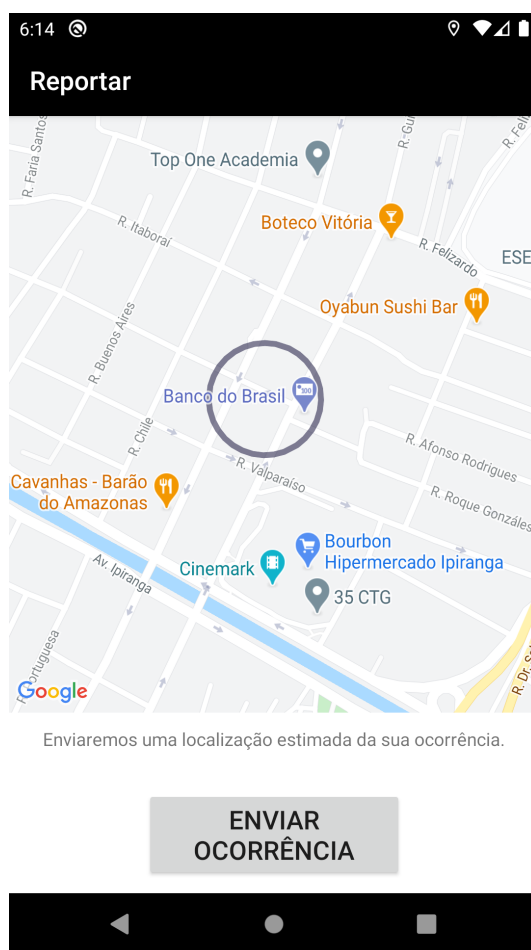 6:14
Reportar
R. Faria Santos
Top One Academia
R. Itaboraí
Boteco Vitória
R. Felizardo
ESE
Oyabun Sushi Bar
R. Buenos Aires
Banco do Brasil
R. Chile
R. Afonso Rodrigues
R. Valparaíso
Cavanhas - Barão
do Amazonas
R. Roque Gonzáles
Bourbon
Hipermercado Ipiranga
Cinemark
Av. Ipiranga
35 CTG
Google
Enviaremos uma localização estimada da sua ocorrência.
ENVIAR
OCORRÊNCIA